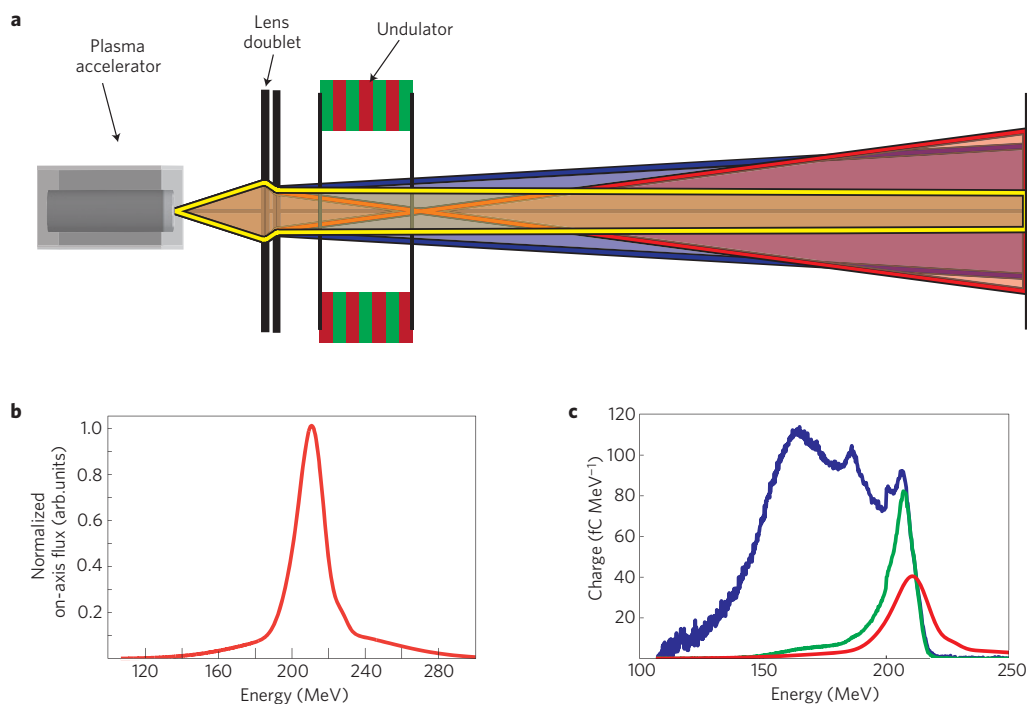 a
Plasma
accelerator
Lens
doublet
Undulator
b
Normalized
on-axis flux (arb.units)
1.0
0.8
0.6
0.4
0.2
120
160
200
240
280
Energy (MeV)
c
Charge (fC MeV⁻¹)
120
100
80
60
40
20
100
150
200
250
Energy (MeV)